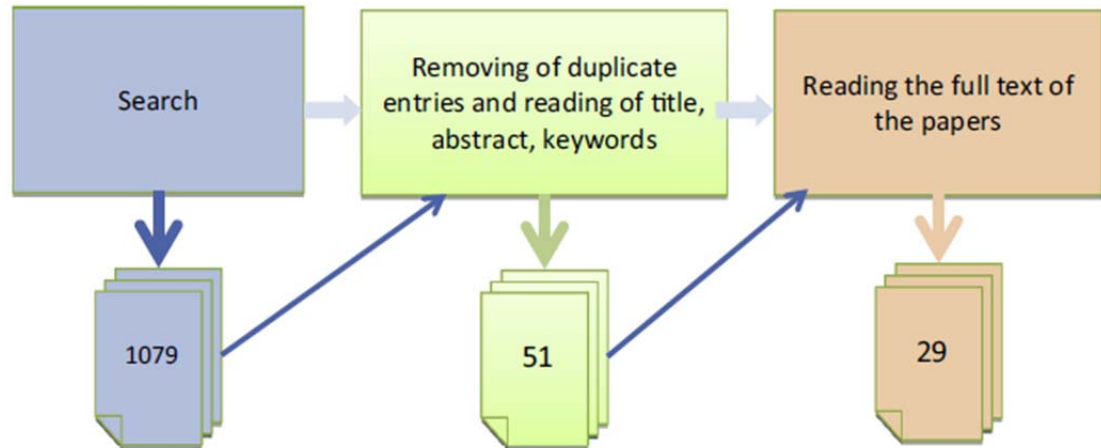 Search
Removing of duplicate
entries and reading of title,
abstract, keywords
Reading the full text of
the papers
1079
51
29